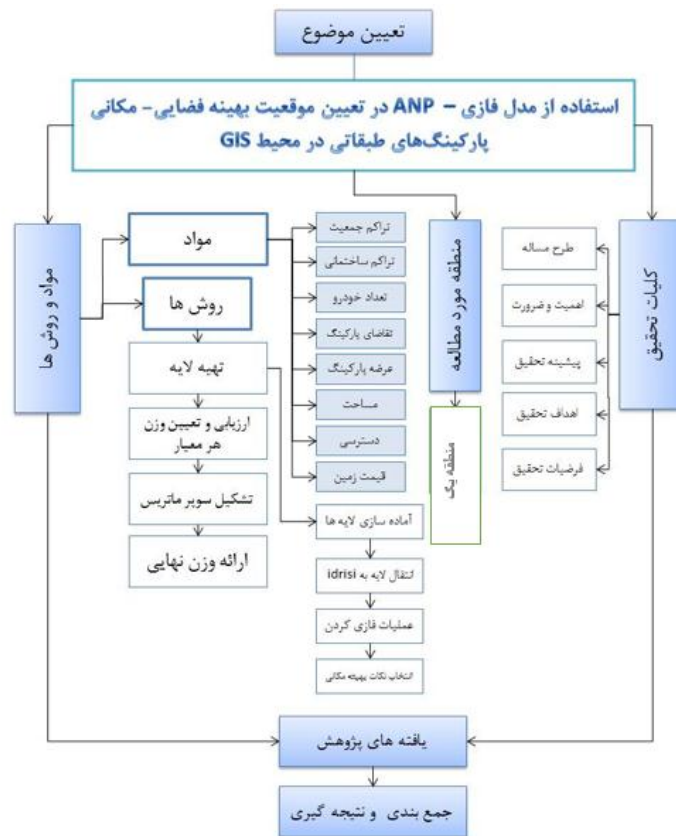 تعیین موضوع
استفاده از مدل فازی – ANP در تعیین موقعیت بهینه فضایی- مکانی
پارکینگ‌های طبقاتی در محیط GIS
کلیات تحقیق
طرح مساله
اهمیت و ضرورت
پیشینه تحقیق
اهداف تحقیق
فرضیات تحقیق
منطقه مورد مطالعه
منطقه یک
مواد و روش ها
مواد
تراکم جمعیت
تراکم ساختمانی
تعداد خودرو
تقاضای پارکینگ
عرضه پارکینگ
مساحت
دسترسی
قیمت زمین
روش ها
تهیه لایه
ارزیابی و تعیین وزن
هر معیار
تشکیل سوپر ماتریس
ارائه وزن نهایی
آماده سازی لایه ها
انتقال لایه به idrisi
عملیات فازی کردن
انتخاب نکات بهینه مکانی
یافته های پژوهش
جمع بندی و نتیجه گیری